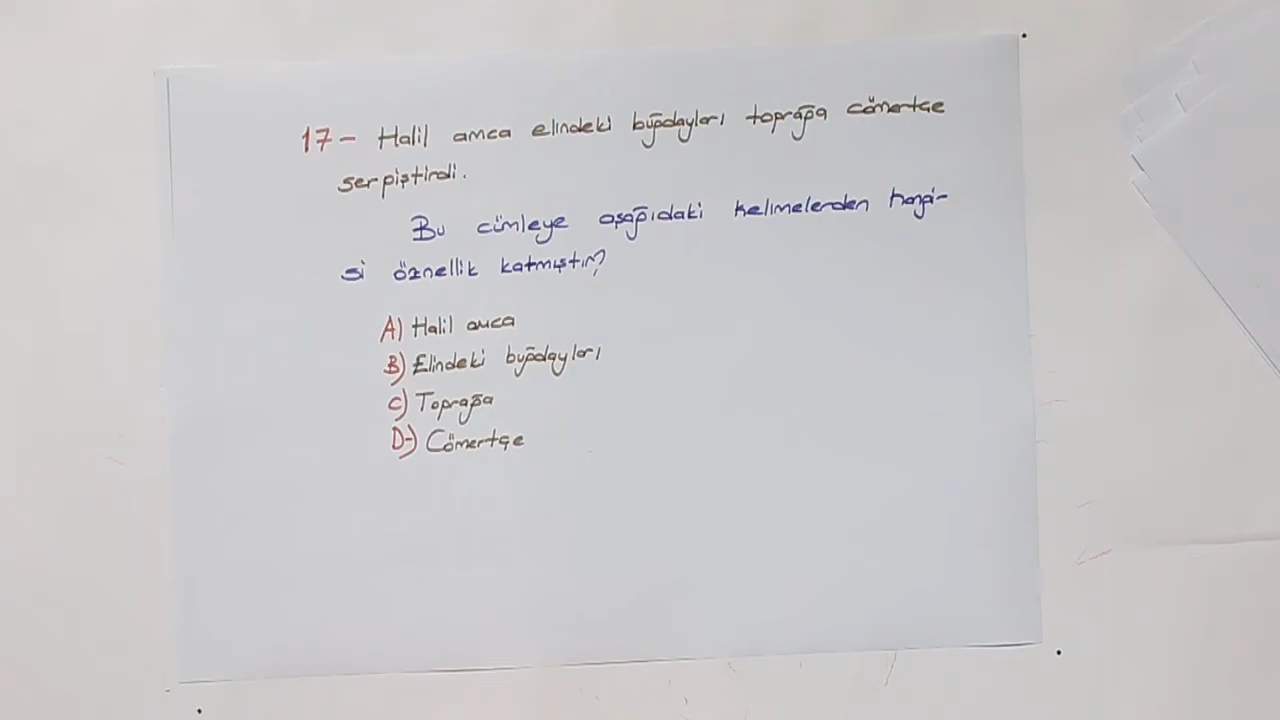 17- Halil amca elindeki buğdayları toprağa cömertçe
serpiştirdi.
Bu cümleye aşağıdaki kelimelerden hangi-
si öznellik katmıştır?
A) Halil amca
B) Elindeki buğdayları
C) Toprağa
D-) Cömertçe